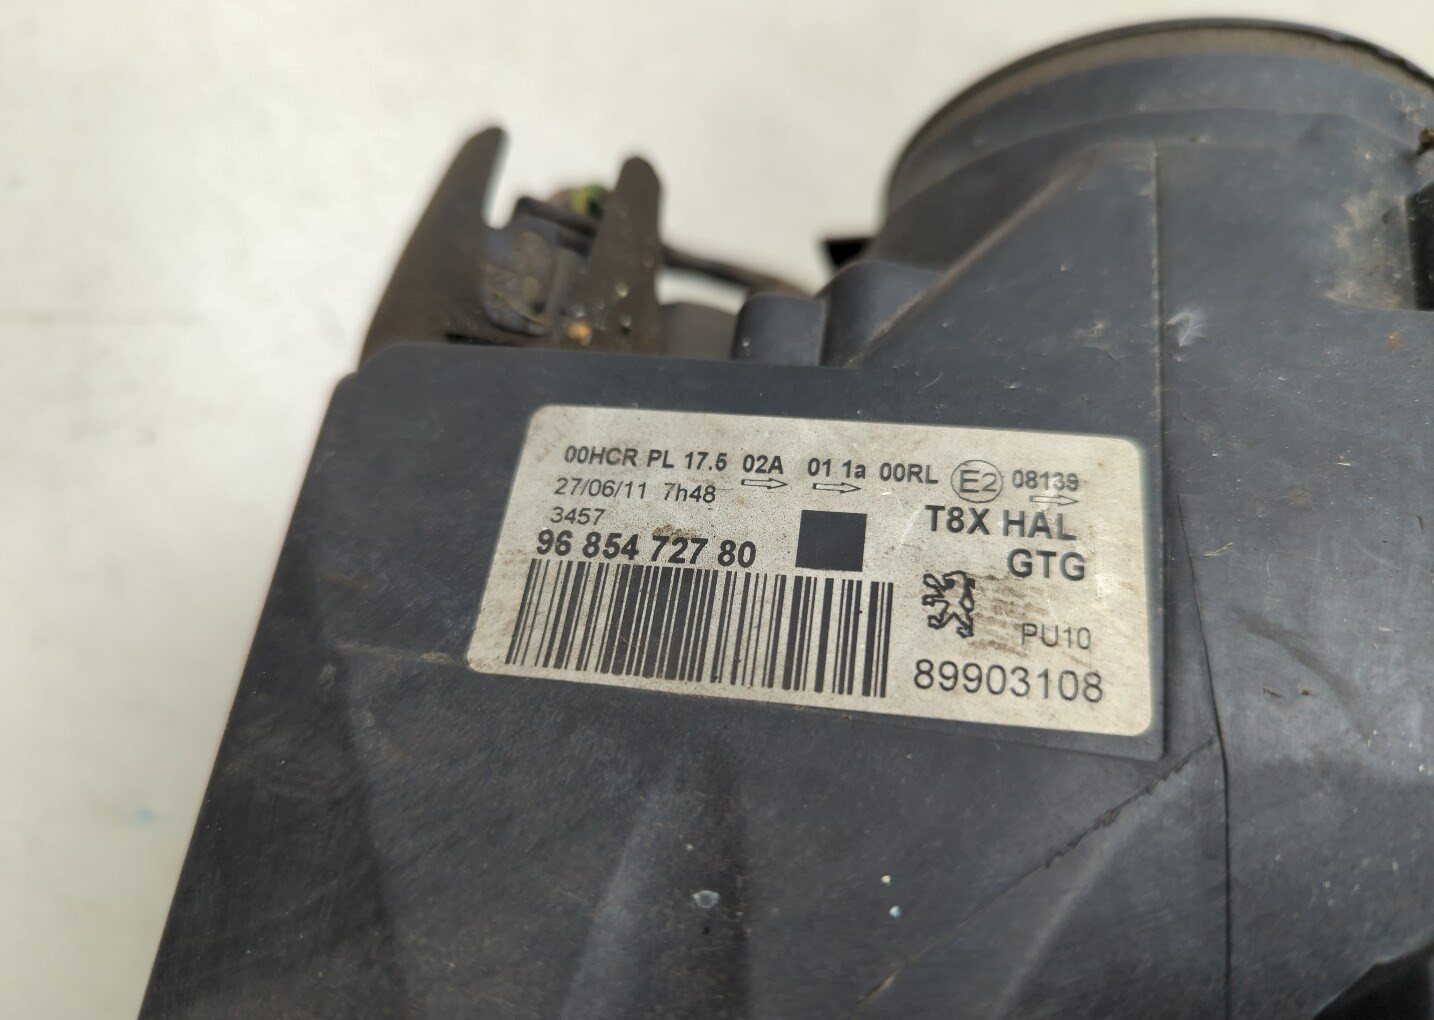 00HCR PL 17.5 02A 01 1a 00RL E2 08139
27/06/11 7h48
3457
96 854 727 80
T8X HAL
GTG
PU10
89903108